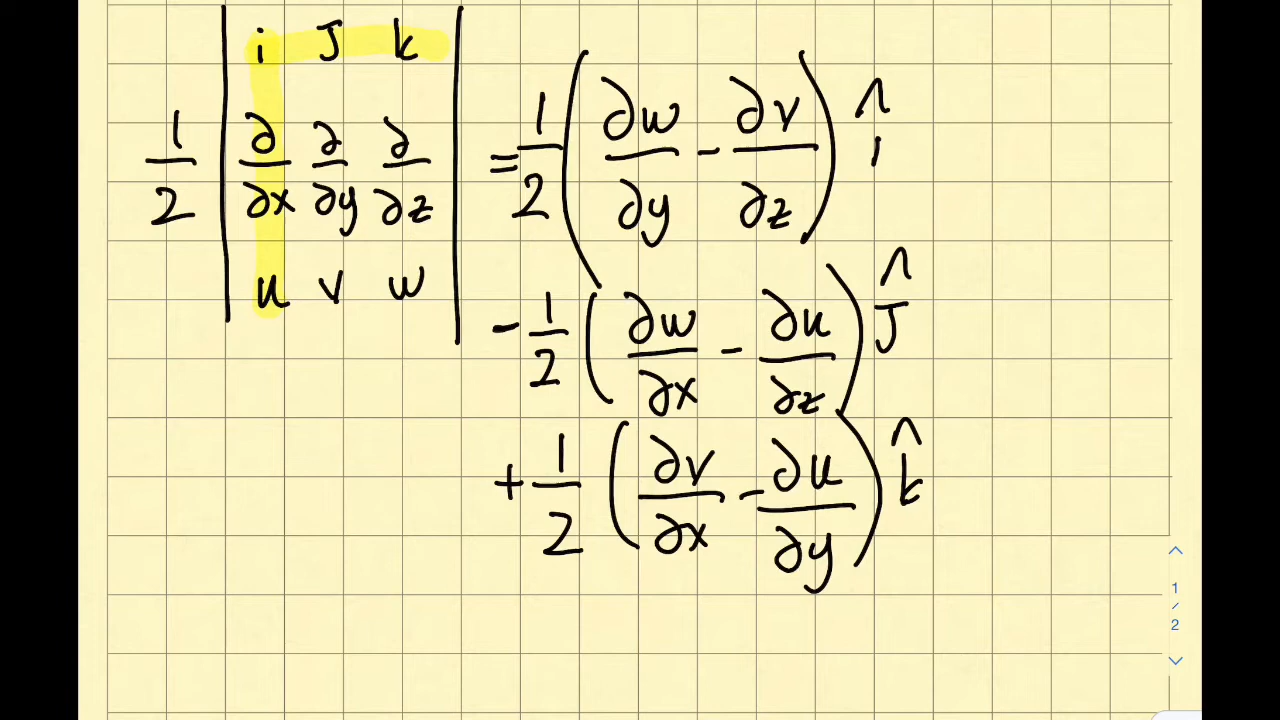 1/2 | i J k |
| ∂/∂x ∂/∂y ∂/∂z |
| u v w |
= 1/2 ( ∂w/∂y - ∂v/∂z ) î
- 1/2 ( ∂w/∂x - ∂u/∂z ) Ĵ
+ 1/2 ( ∂v/∂x - ∂u/∂y ) k̂
1
/
2